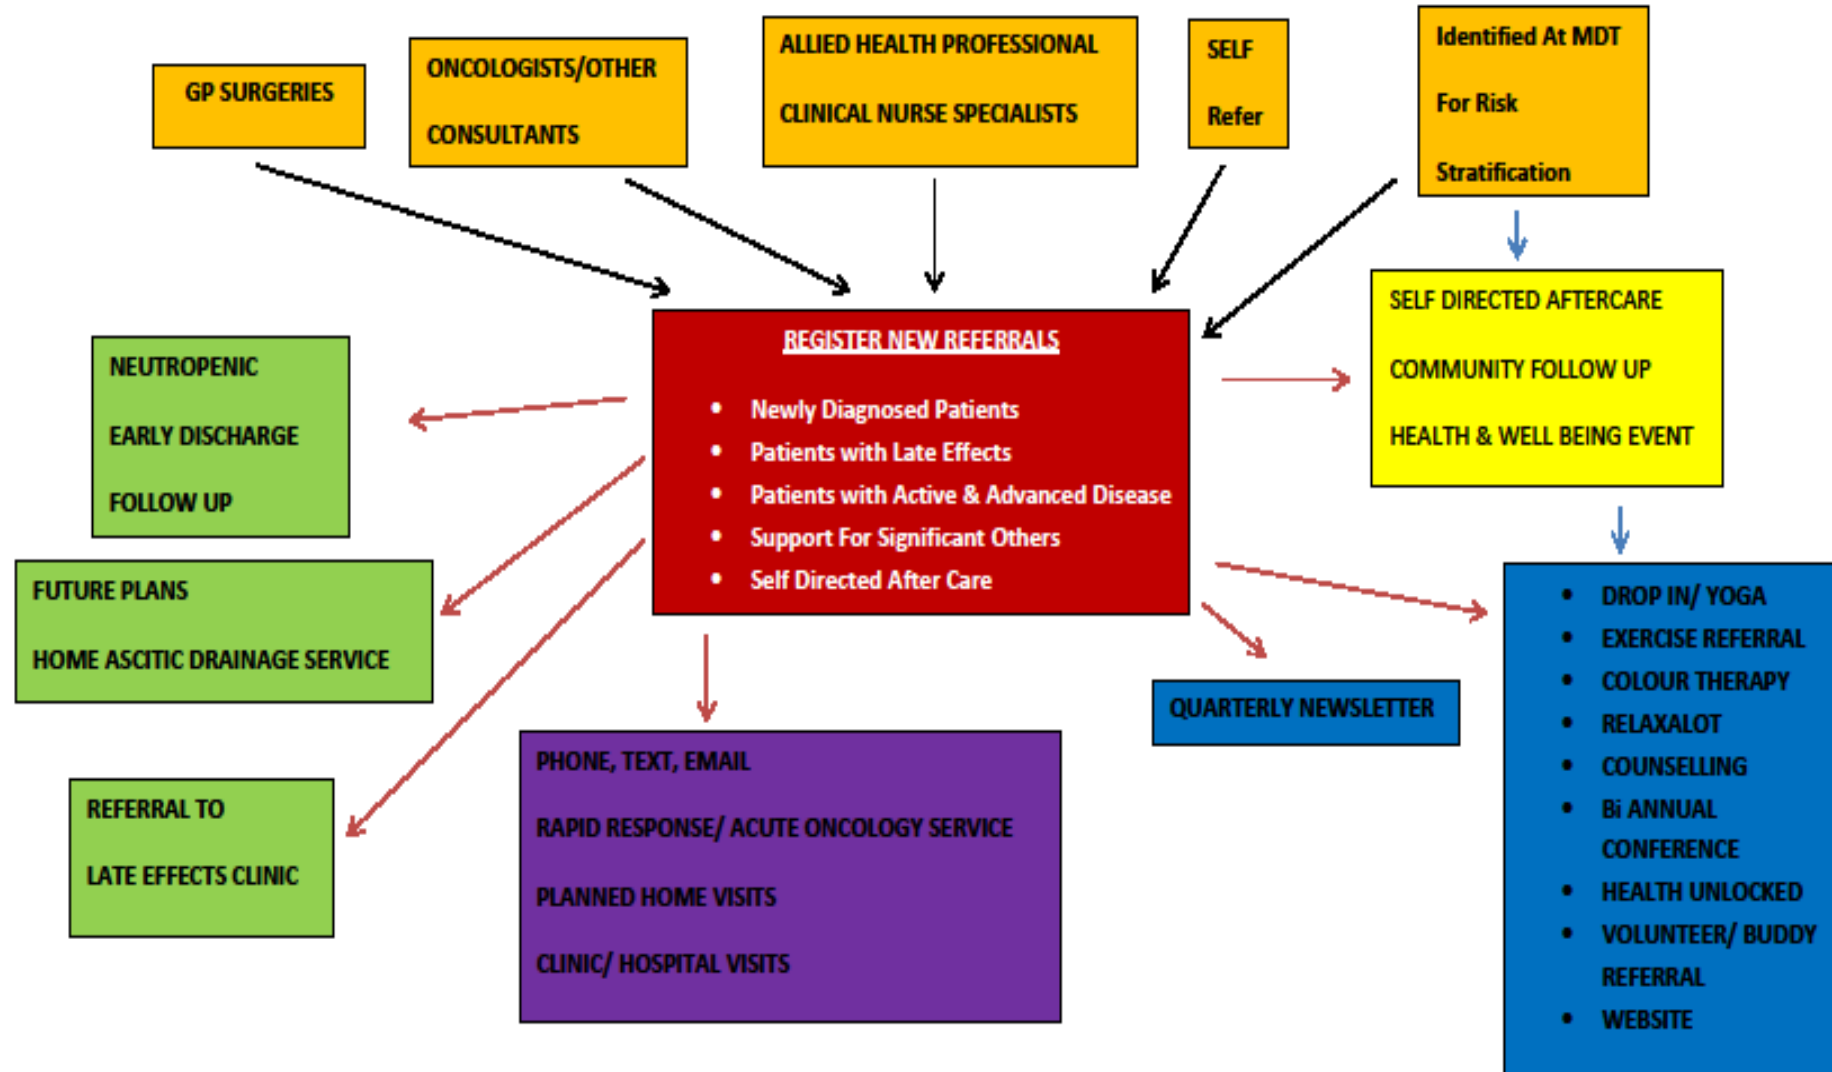 GP SURGERIES
ONCOLOGISTS/OTHER
CONSULTANTS
ALLIED HEALTH PROFESSIONAL
CLINICAL NURSE SPECIALISTS
SELF
Refer
Identified At MDT
For Risk
Stratification
REGISTER NEW REFERRALS
• Newly Diagnosed Patients
• Patients with Late Effects
• Patients with Active & Advanced Disease
• Support For Significant Others
• Self Directed After Care
SELF DIRECTED AFTERCARE
COMMUNITY FOLLOW UP
HEALTH & WELL BEING EVENT
NEUTROPENIC
EARLY DISCHARGE
FOLLOW UP
FUTURE PLANS
HOME ASCITIC DRAINAGE SERVICE
REFERRAL TO
LATE EFFECTS CLINIC
PHONE, TEXT, EMAIL
RAPID RESPONSE/ ACUTE ONCOLOGY SERVICE
PLANNED HOME VISITS
CLINIC/ HOSPITAL VISITS
QUARTERLY NEWSLETTER
• DROP IN/ YOGA
• EXERCISE REFERRAL
• COLOUR THERAPY
• RELAXALOT
• COUNSELLING
• Bi ANNUAL
CONFERENCE
• HEALTH UNLOCKED
• VOLUNTEER/ BUDDY
REFERRAL
• WEBSITE